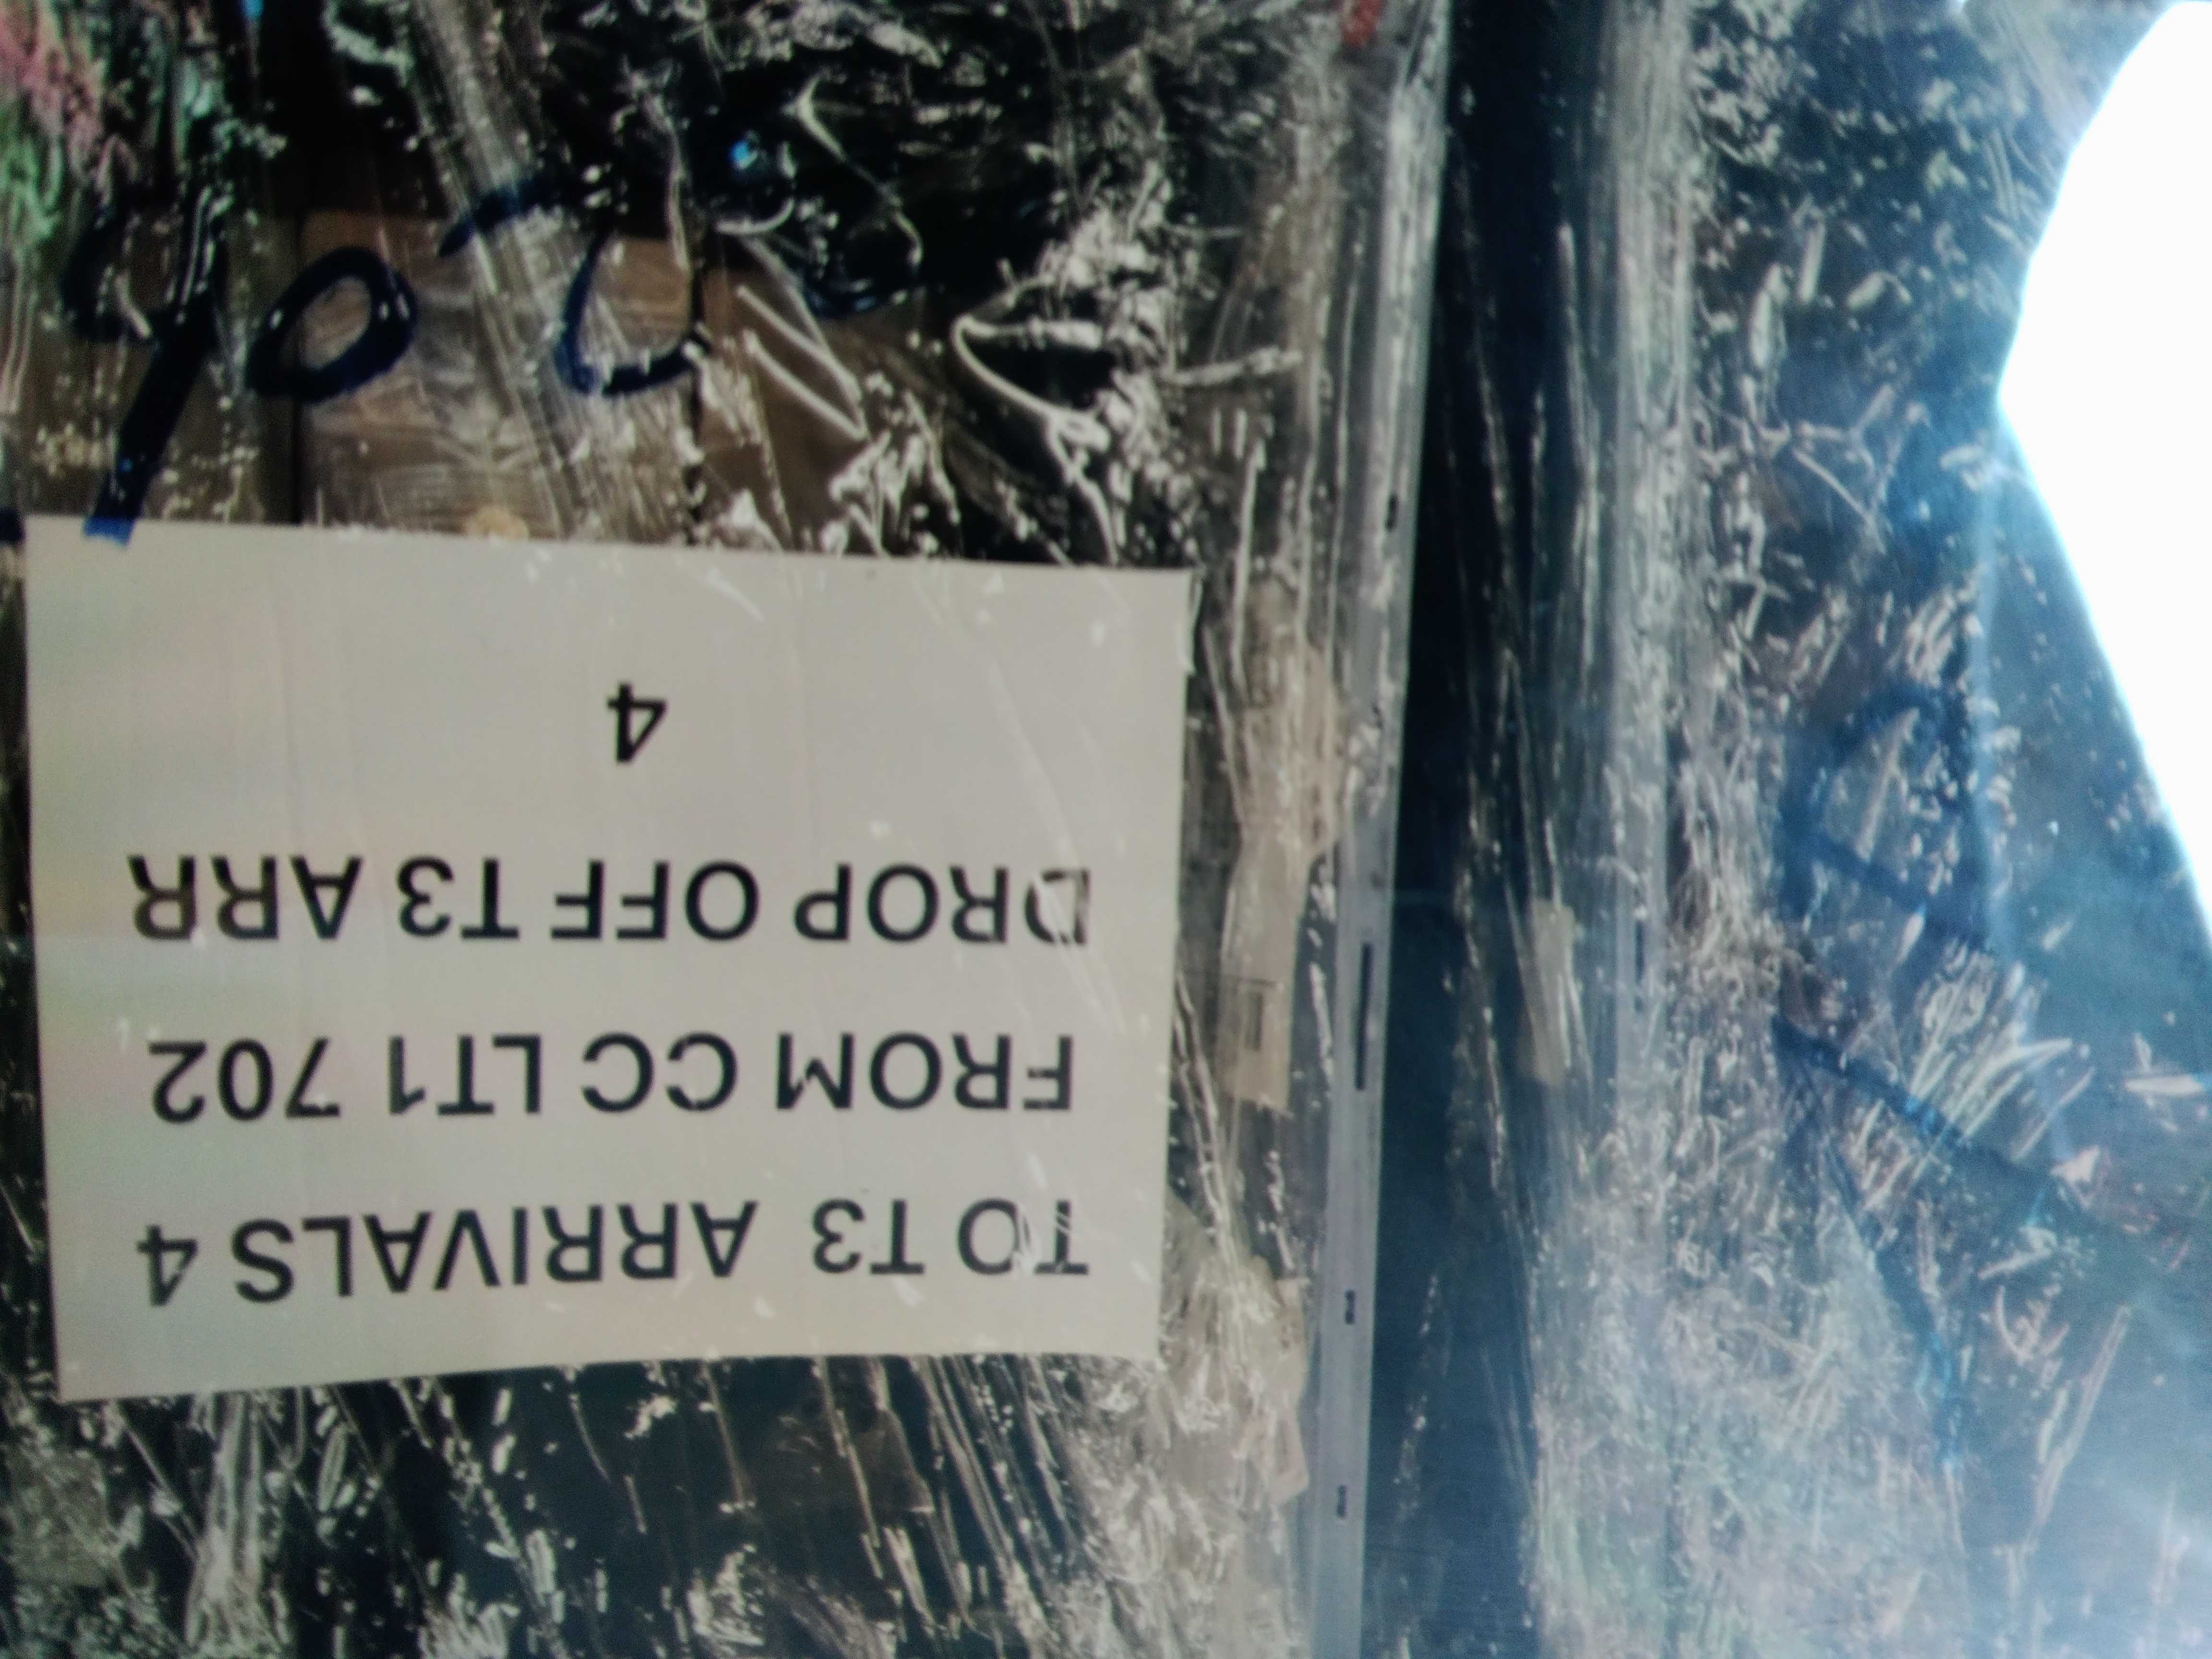 TO T3 ARRIVALS 4
FROM CC LT1 702
DROP OFF T3 ARR
4